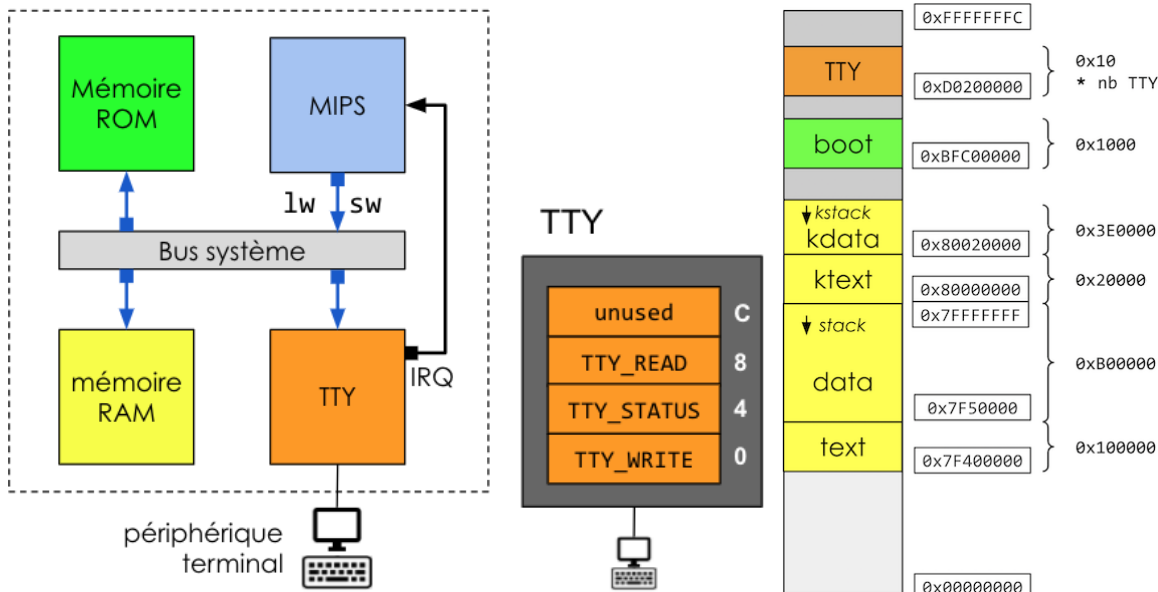 Mémoire
ROM
MIPS
lw sw
Bus système
mémoire
RAM
TTY
IRQ
périphérique
terminal
TTY
unused C
TTY_READ 8
TTY_STATUS 4
TTY_WRITE 0
0xFFFFFFFC
TTY
0xD0200000
0x10
* nb TTY
boot
0xBFC00000
0x1000
kstack
kdata
0x80020000
0x3E0000
ktext
0x80000000
0x20000
0x7FFFFFFF
stack
data
0x7F500000
0xB00000
text
0x7F400000
0x100000
0x00000000